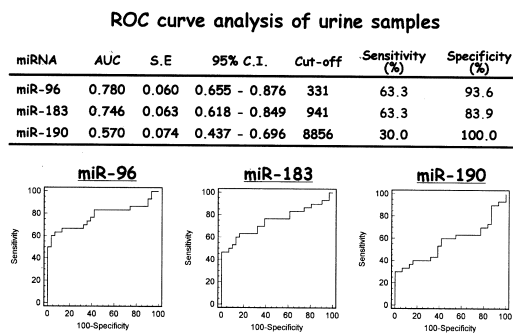 ROC curve analysis of urine samples
miRNA AUC S.E 95% C.I. Cut-off Sensitivity (%) Specificity (%)
miR-96 0.780 0.060 0.655 - 0.876 331 63.3 93.6
miR-183 0.746 0.063 0.618 - 0.849 941 63.3 83.9
miR-190 0.570 0.074 0.437 - 0.696 8856 30.0 100.0
miR-96 miR-183 miR-190
100 100 100
80 80 80
60 60 60
40 40 40
20 20 20
0 0 0
Sensitivity Sensitivity Sensitivity
0 20 40 60 80 100 0 20 40 60 80 100 0 20 40 60 80 100
100-Specificity 100-Specificity 100-Specificity